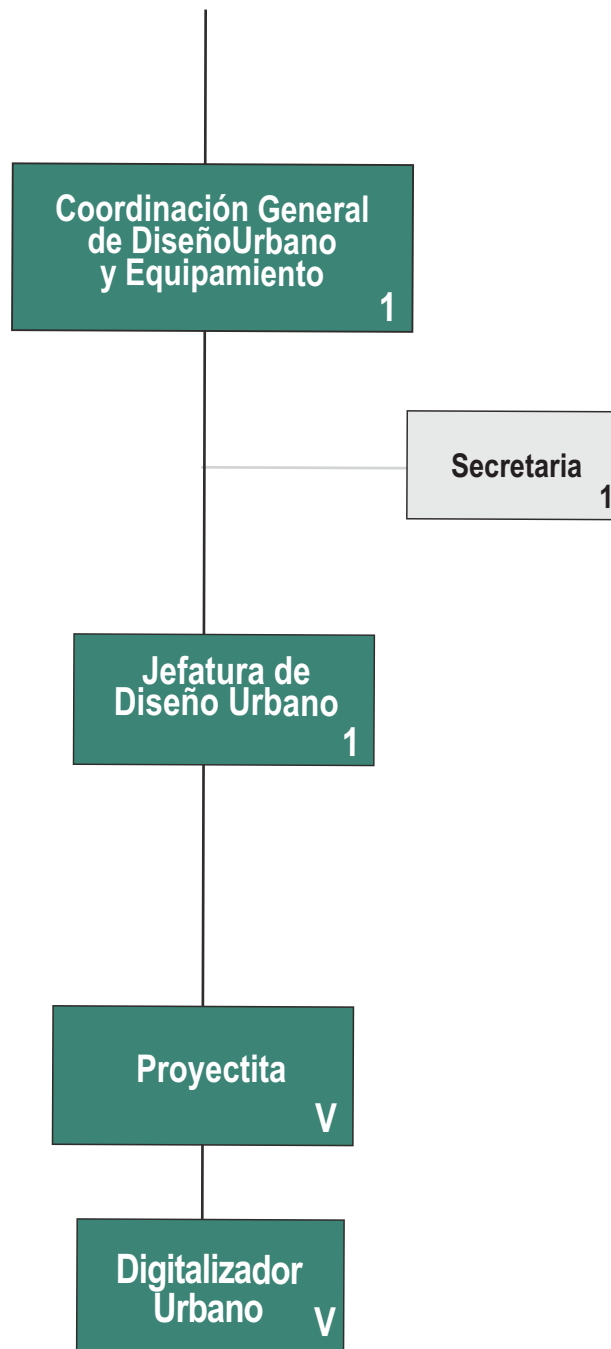 Coordinación General
de DiseñoUrbano
y Equipamiento
1
Secretaria
1
Jefatura de
Diseño Urbano
1
Proyectita
V
Digitalizador
Urbano
V